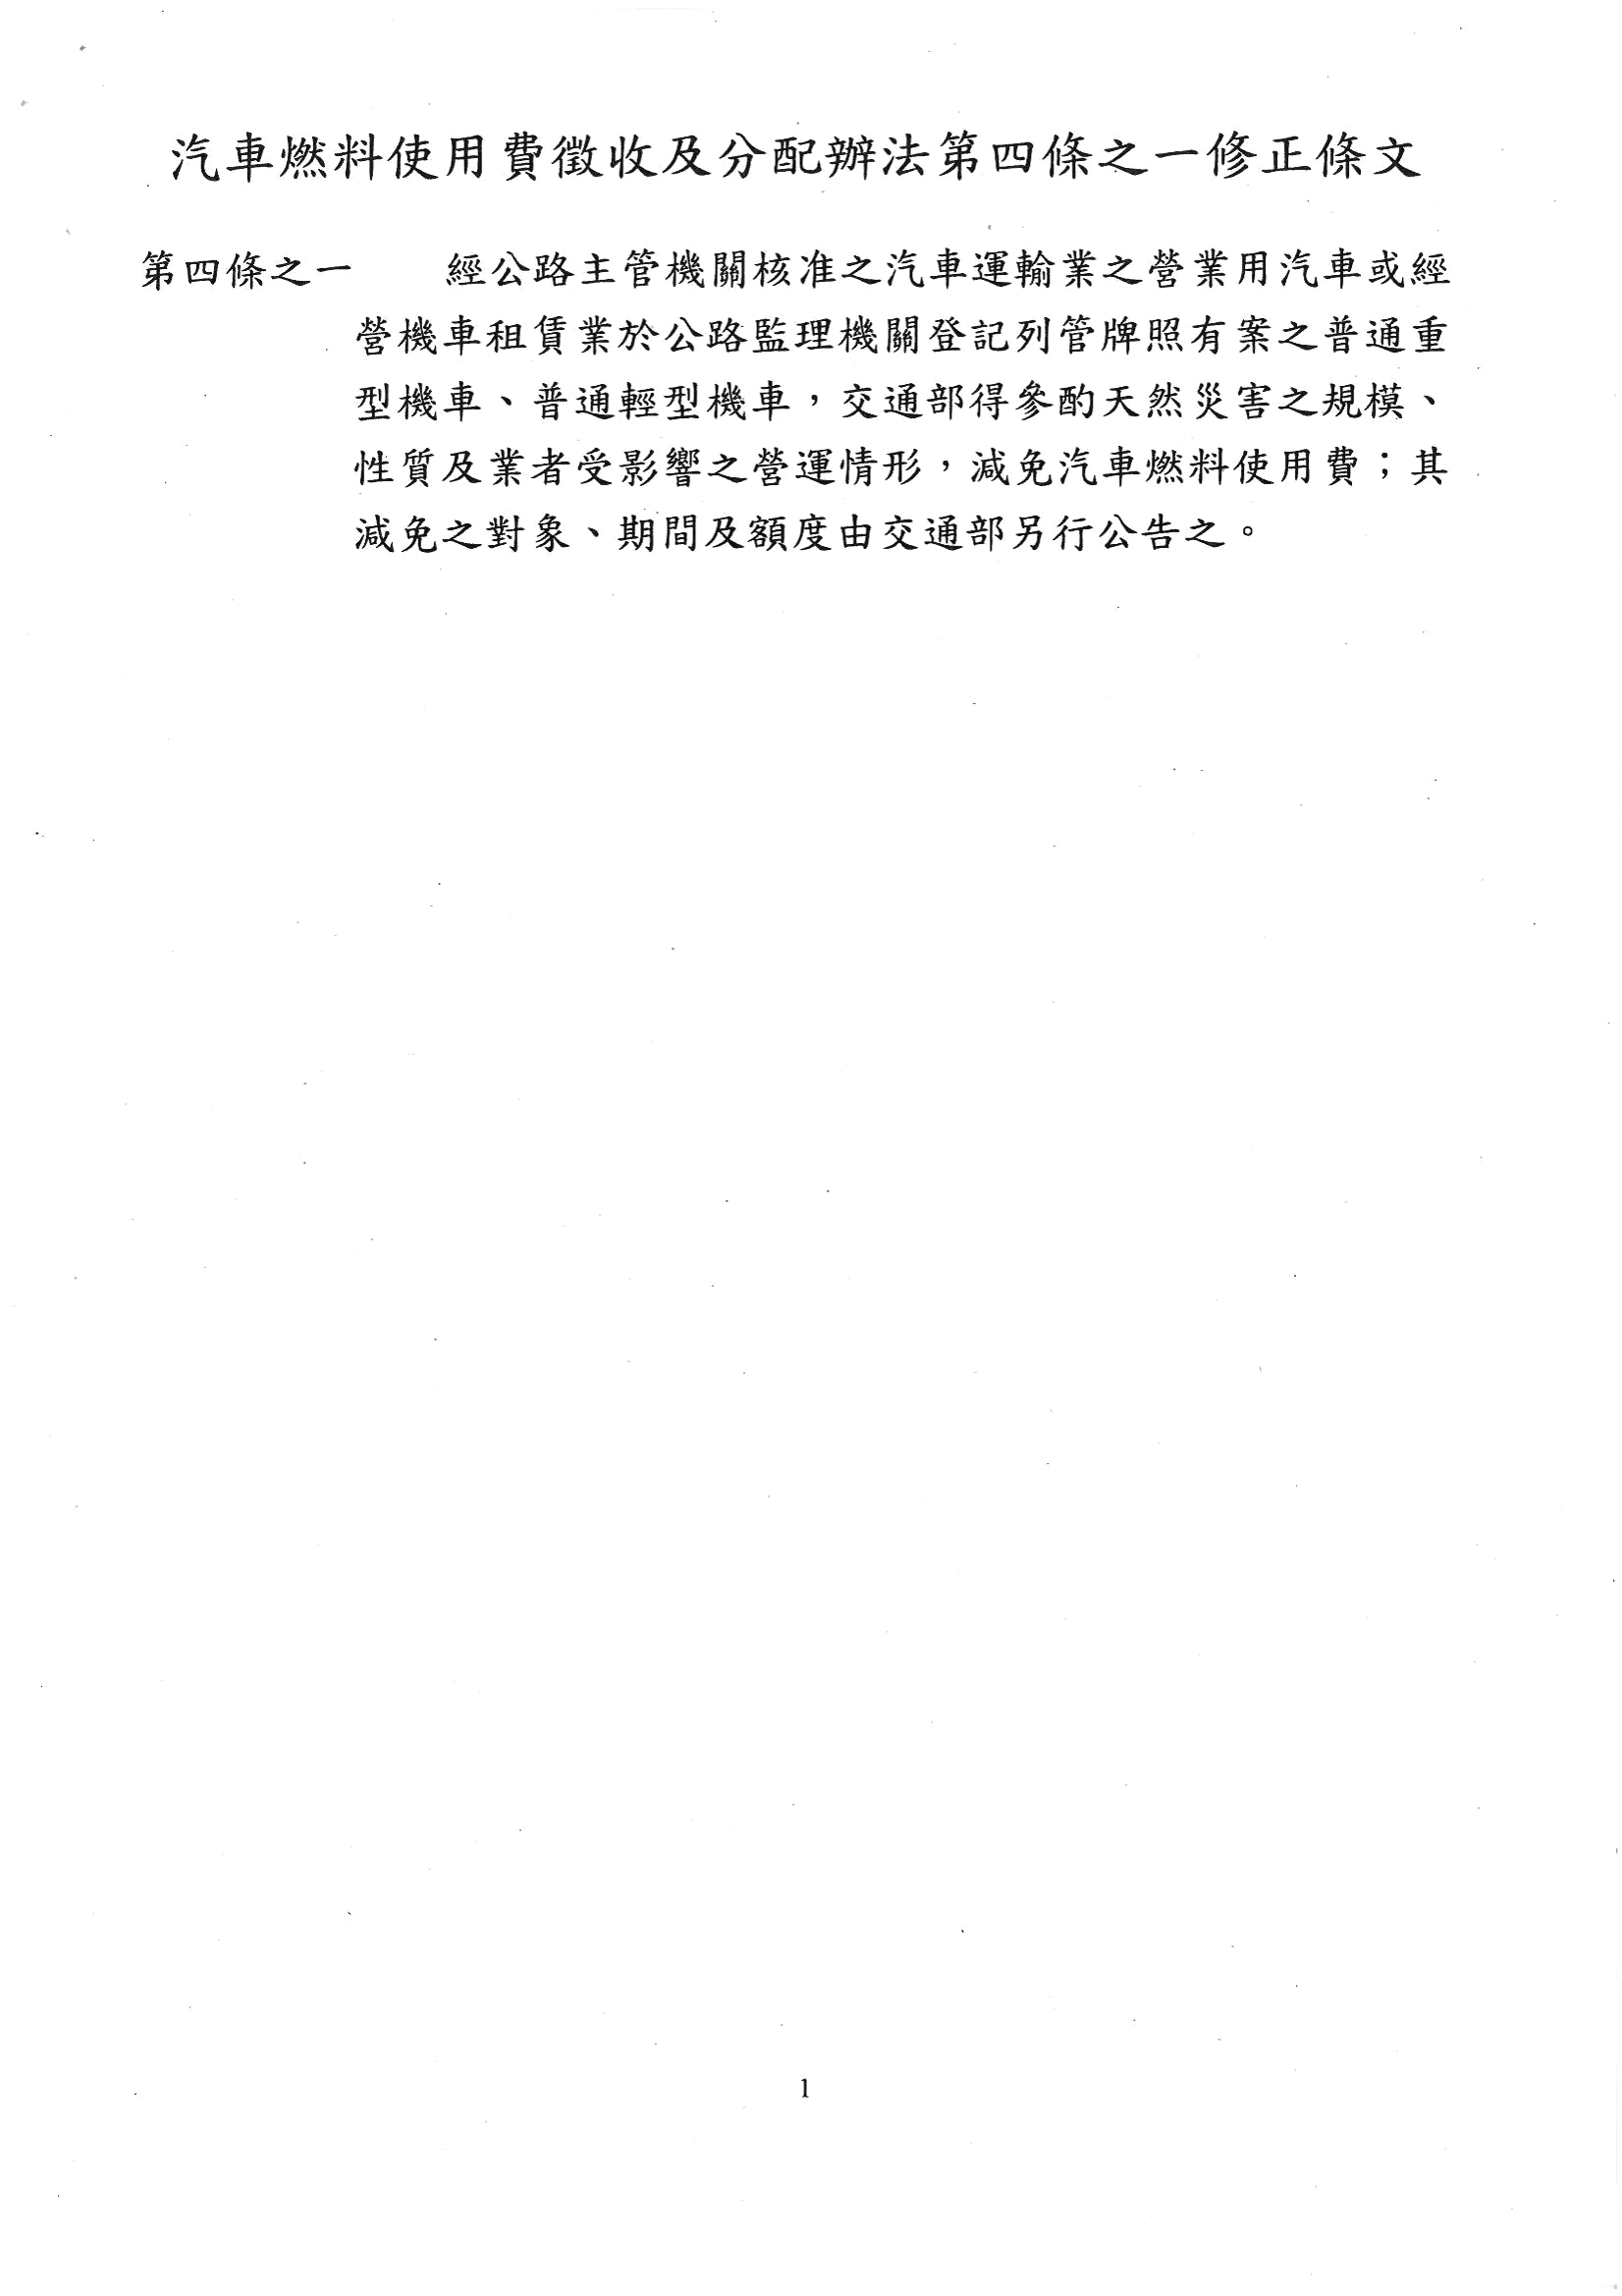 汽車燃料使用費徵收及分配辦法第四條之一修正條文
第四條之一　　經公路主管機關核准之汽車運輸業之營業用汽車或經
營機車租賃業於公路監理機關登記列管牌照有案之普通重
型機車、普通輕型機車，交通部得參酌天然災害之規模、
性質及業者受影響之營運情形，減免汽車燃料使用費；其
減免之對象、期間及額度由交通部另行公告之。
1